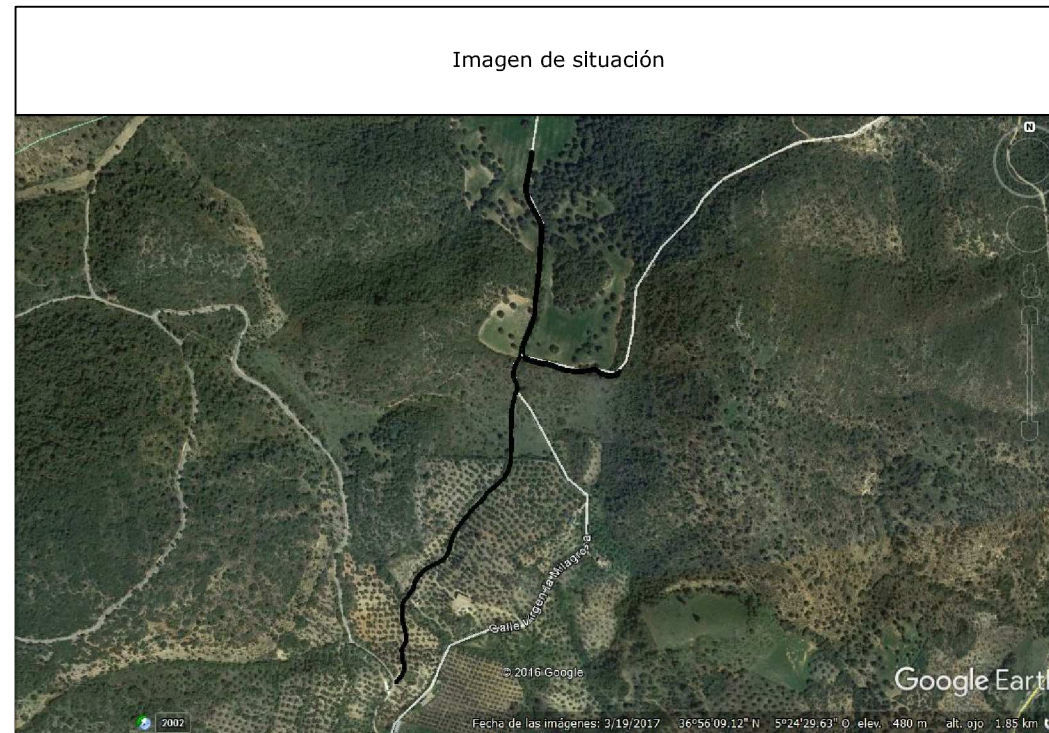 Imagen de situación
N
Calle Virgen la Milagrosa
© 2016 Google
Google Earth
2002
Fecha de las imágenes: 3/19/2017 36°56'09.12" N 5°24'29.63" O elev. 480 m alt. ojo 1.85 km